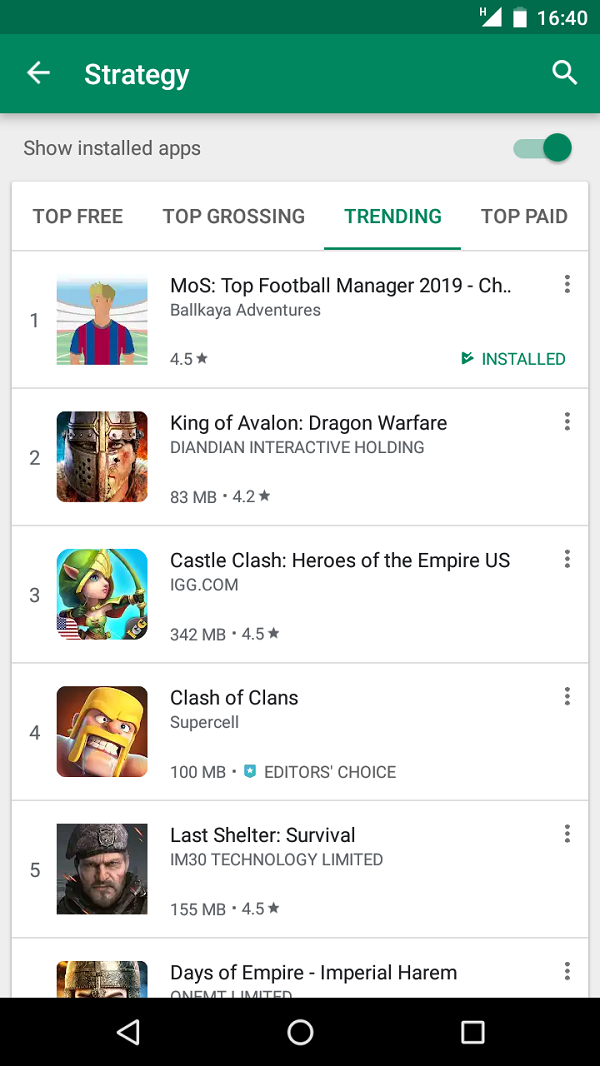 H 16:40
Strategy
Show installed apps
TOP FREE TOP GROSSING TRENDING TOP PAID
1
MoS: Top Football Manager 2019 - Ch..
Ballkaya Adventures
4.5★ INSTALLED
2
King of Avalon: Dragon Warfare
DIANDIAN INTERACTIVE HOLDING
83 MB • 4.2★
3
Castle Clash: Heroes of the Empire US
IGG.COM
IGG
342 MB • 4.5★
4
Clash of Clans
Supercell
100 MB • EDITORS' CHOICE
5
Last Shelter: Survival
IM30 TECHNOLOGY LIMITED
155 MB • 4.5★
Days of Empire - Imperial Harem
ONEMT LIMITED